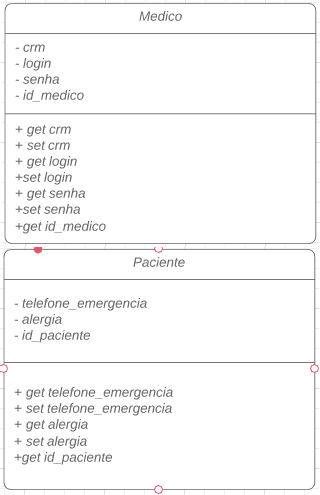 Medico
- crm
- login
- senha
- id_medico
+ get crm
+ set crm
+ get login
+set login
+ get senha
+set senha
+get id_medico
Paciente
- telefone_emergencia
- alergia
- id_paciente
+ get telefone_emergencia
+ set telefone_emergencia
+ get alergia
+ set alergia
+get id_paciente